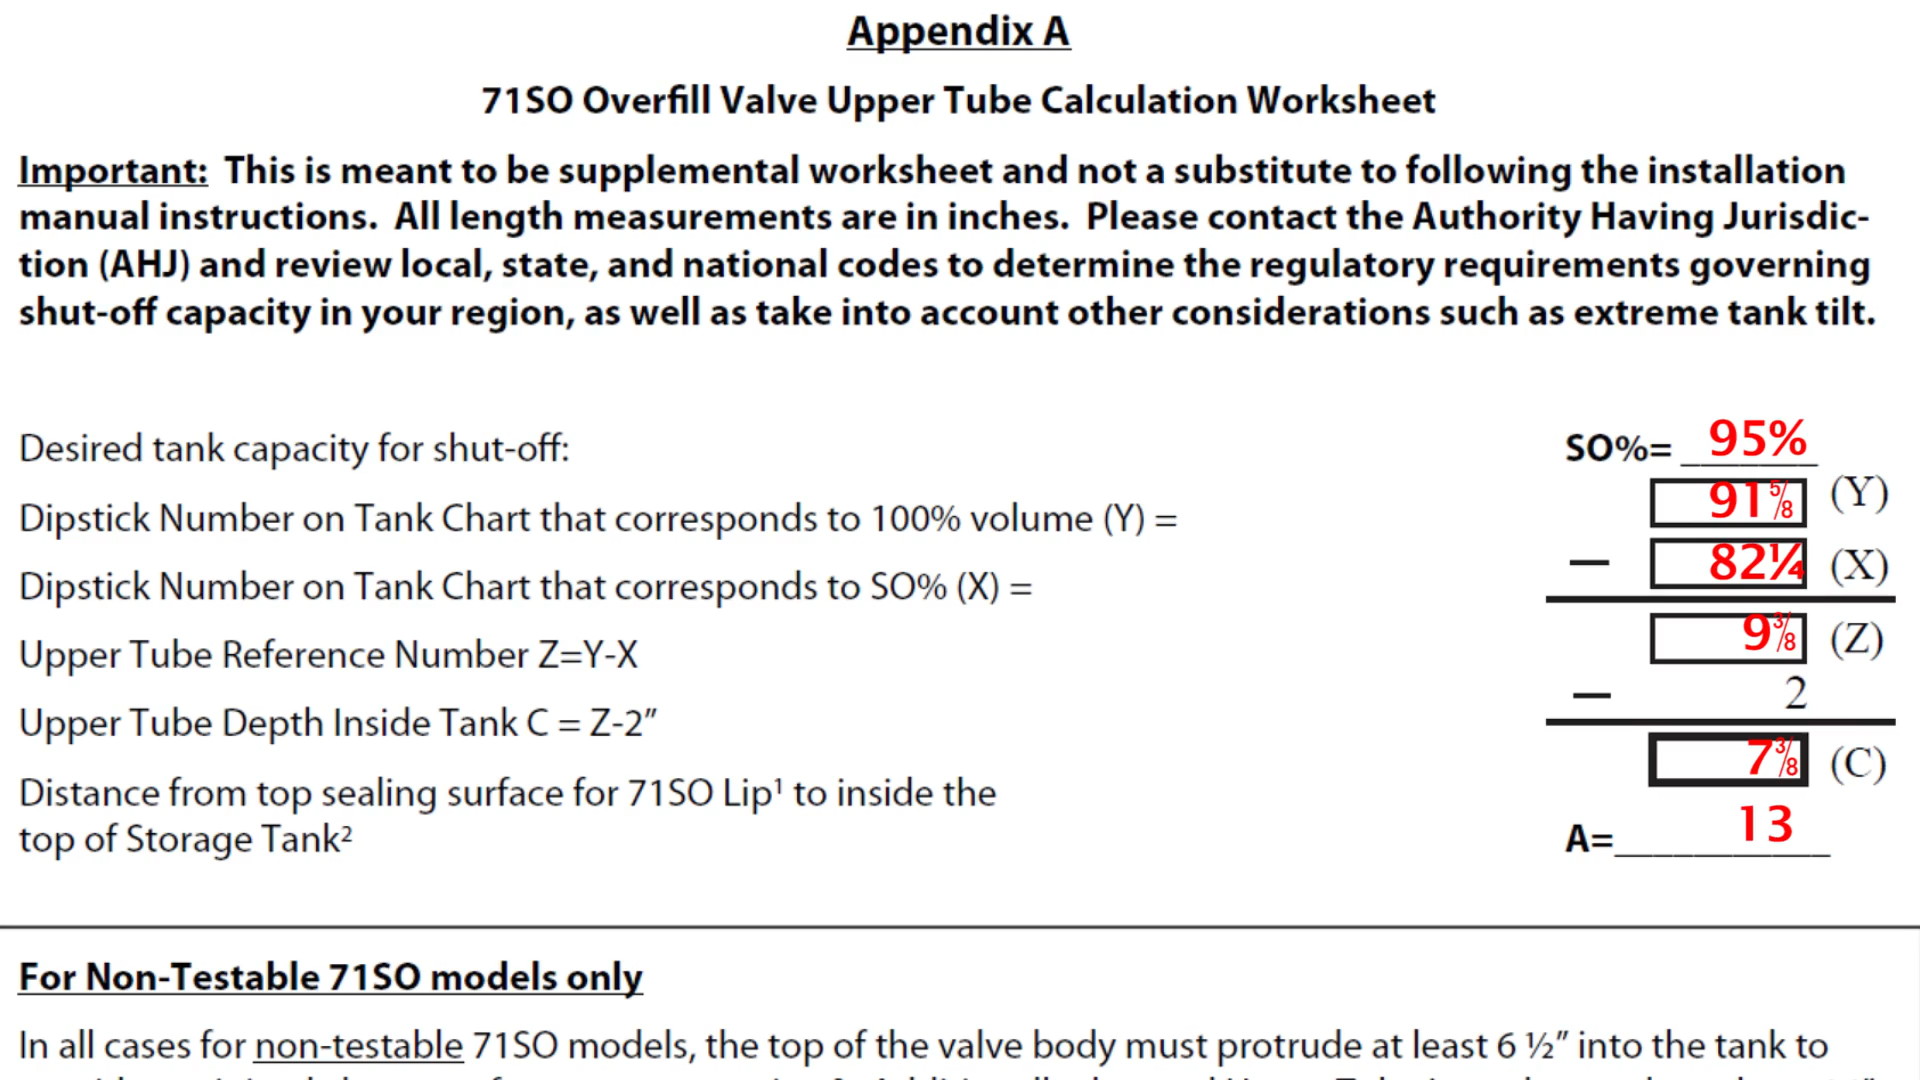 Appendix A
71SO Overfill Valve Upper Tube Calculation Worksheet
Important: This is meant to be supplemental worksheet and not a substitute to following the installation
manual instructions. All length measurements are in inches. Please contact the Authority Having Jurisdic-
tion (AHJ) and review local, state, and national codes to determine the regulatory requirements governing
shut-off capacity in your region, as well as take into account other considerations such as extreme tank tilt.
Desired tank capacity for shut-off: SO%= 95%
Dipstick Number on Tank Chart that corresponds to 100% volume (Y) = 91⅝ (Y)
Dipstick Number on Tank Chart that corresponds to SO% (X) = — 82¼ (X)
Upper Tube Reference Number Z=Y-X 9⅜ (Z)
Upper Tube Depth Inside Tank C = Z-2″ — 2
7⅜ (C)
Distance from top sealing surface for 71SO Lip¹ to inside the
top of Storage Tank² A= 13
For Non-Testable 71SO models only
In all cases for non-testable 71SO models, the top of the valve body must protrude at least 6 ½″ into the tank to